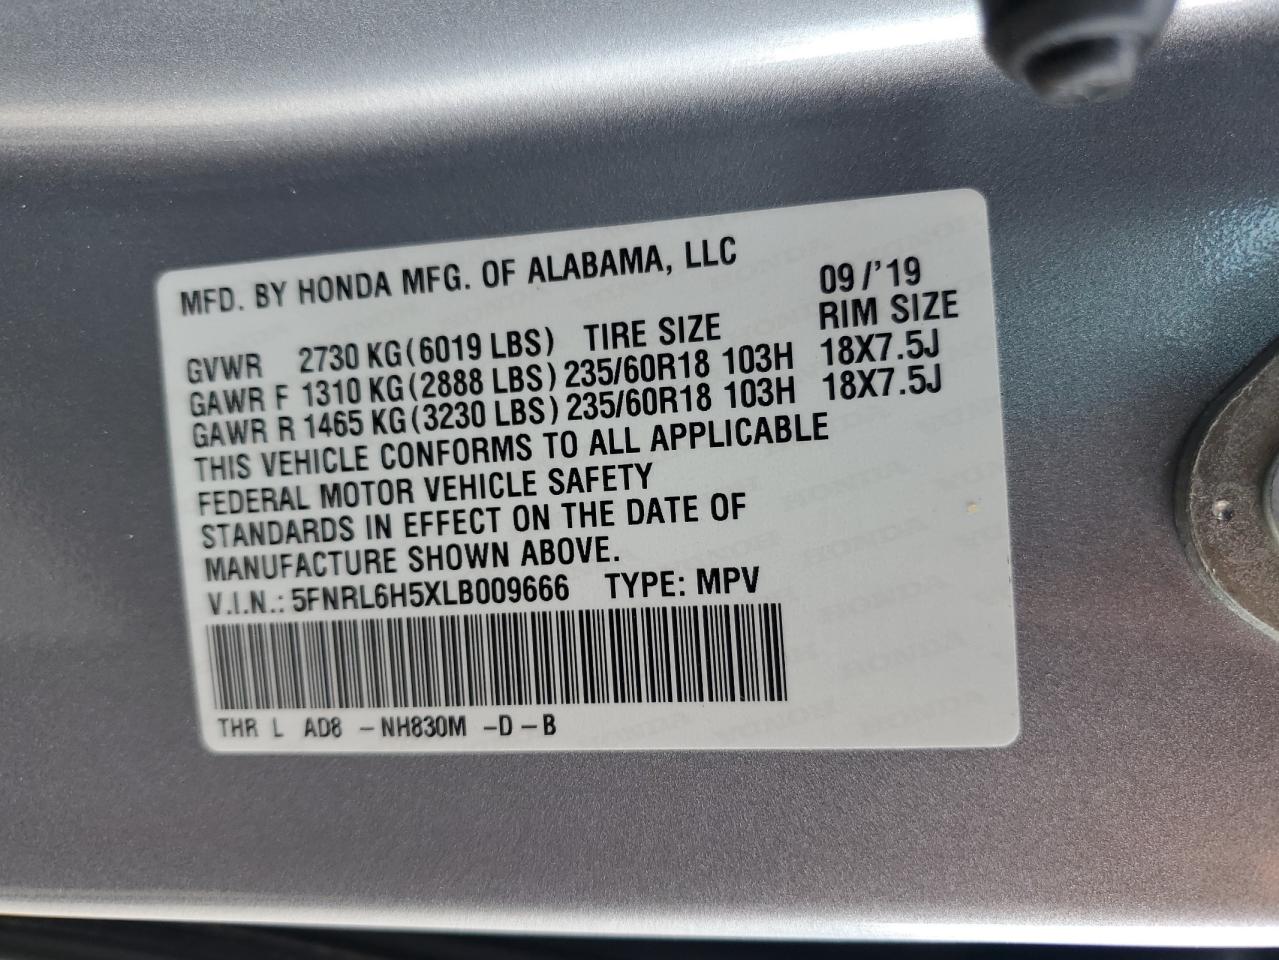 MFD. BY HONDA MFG. OF ALABAMA, LLC 09/'19
GVWR 2730 KG(6019 LBS) TIRE SIZE RIM SIZE
GAWR F 1310 KG(2888 LBS) 235/60R18 103H 18X7.5J
GAWR R 1465 KG(3230 LBS) 235/60R18 103H 18X7.5J
THIS VEHICLE CONFORMS TO ALL APPLICABLE
FEDERAL MOTOR VEHICLE SAFETY
STANDARDS IN EFFECT ON THE DATE OF
MANUFACTURE SHOWN ABOVE.
V.I.N.: 5FNRL6H5XLB009666 TYPE: MPV
THR L AD8 -NH830M -D-B